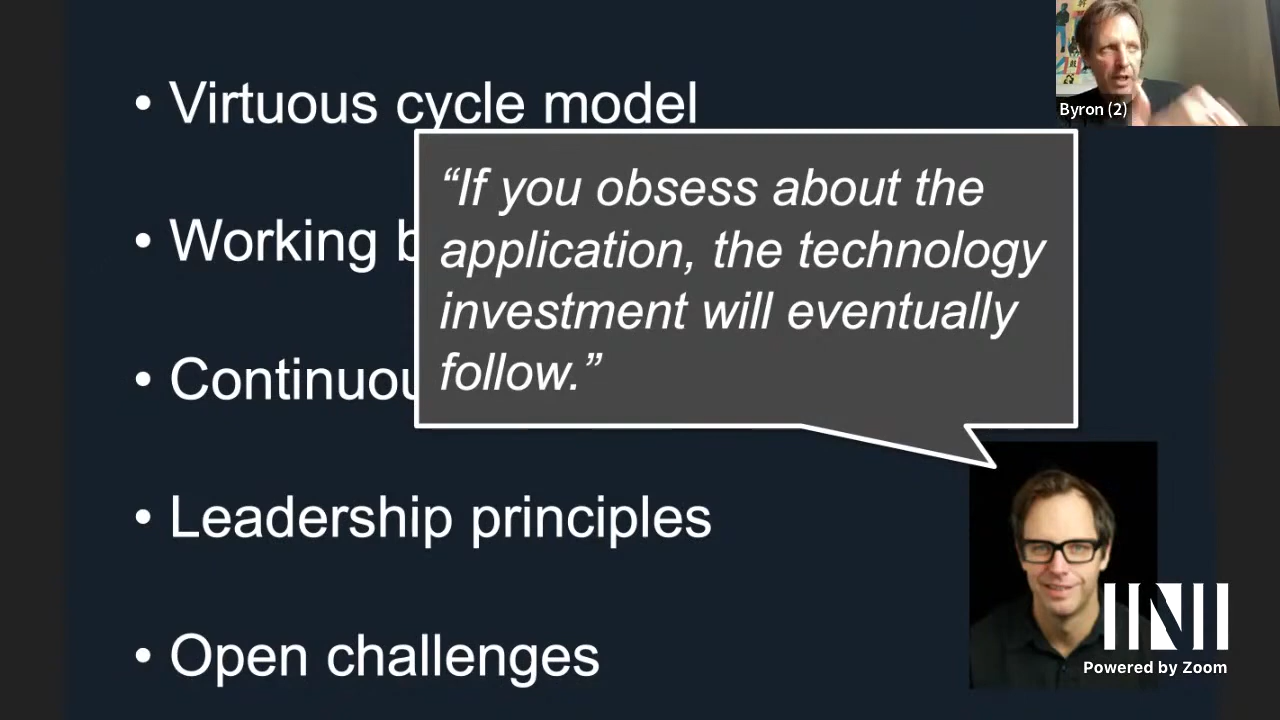 Virtuous cycle model
Byron (2)
“If you obsess about the
application, the technology
investment will eventually
follow.”
Working
Leadership principles
Open challenges
Powered by Zoom